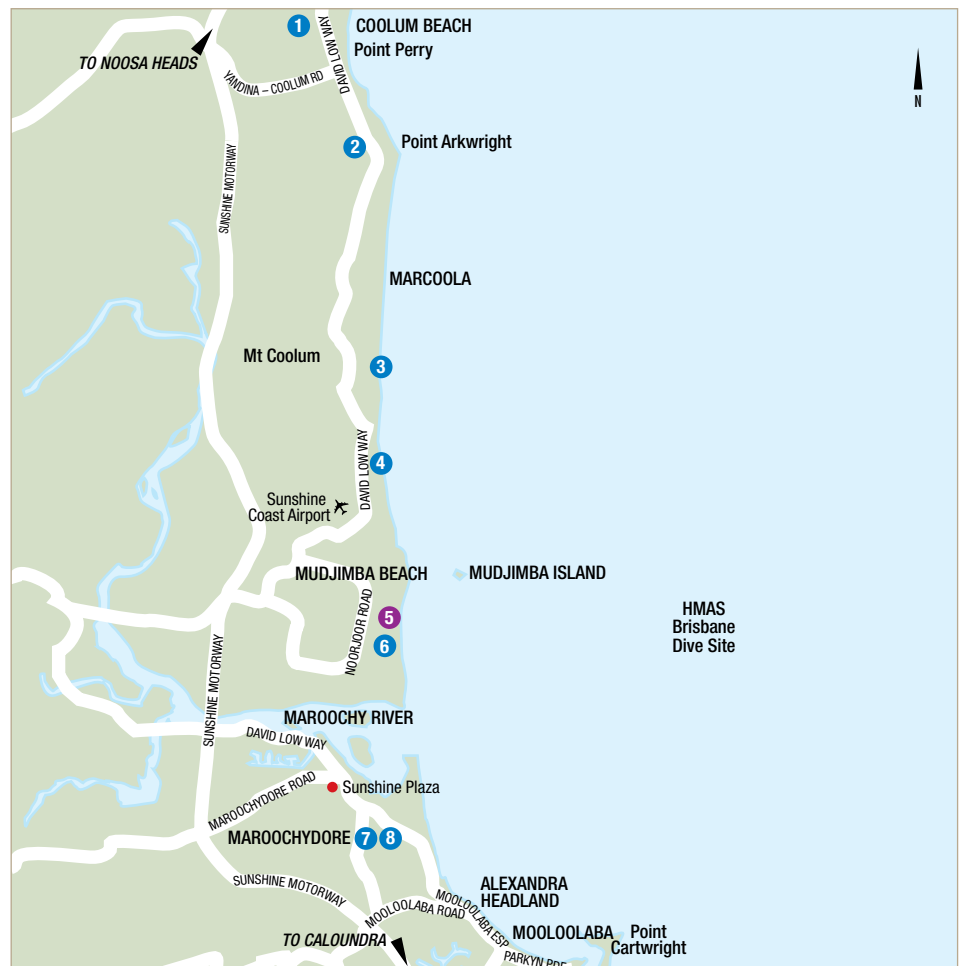 1
COOLUM BEACH
Point Perry
TO NOOSA HEADS
DAVID LOW WAY
YANDINA – COOLUM RD
N
2
Point Arkwright
SUNSHINE MOTORWAY
MARCOOLA
Mt Coolum
3
DAVID LOW WAY
4
Sunshine
Coast Airport
MUDJIMBA BEACH
MUDJIMBA ISLAND
NOORJOOR ROAD
5
6
HMAS
Brisbane
Dive Site
SUNSHINE MOTORWAY
MAROOCHY RIVER
DAVID LOW WAY
MAROOCHYDORE ROAD
Sunshine Plaza
MAROOCHYDORE
7
8
SUNSHINE MOTORWAY
ALEXANDRA
HEADLAND
MOOLOOLABA ROAD
MOOLOOLABA ESP
MOOLOOLABA
Point
Cartwright
TO CALOUNDRA
PARKYN PDE